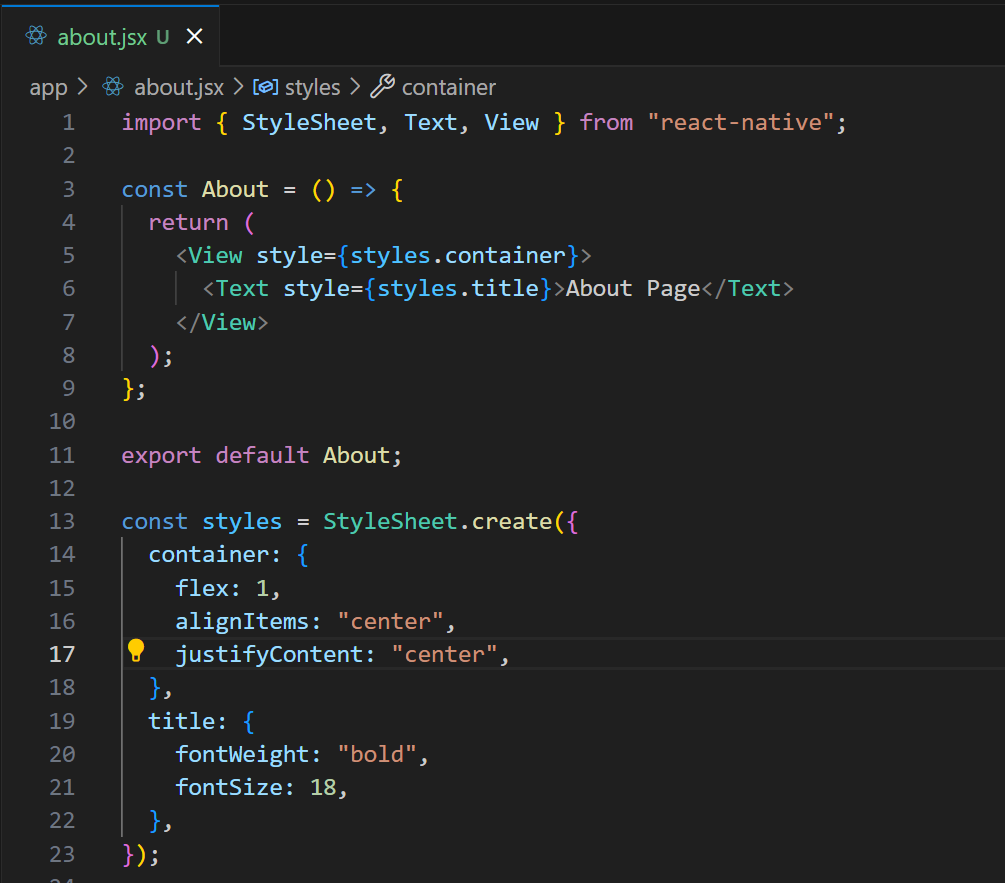 about.jsx U
app > about.jsx > styles > container
1 import { StyleSheet, Text, View } from "react-native";
2
3 const About = () => {
4   return (
5     <View style={styles.container}>
6       <Text style={styles.title}>About Page</Text>
7     </View>
8   );
9 };
10
11 export default About;
12
13 const styles = StyleSheet.create({
14   container: {
15     flex: 1,
16     alignItems: "center",
17     justifyContent: "center",
18   },
19   title: {
20     fontWeight: "bold",
21     fontSize: 18,
22   },
23 });